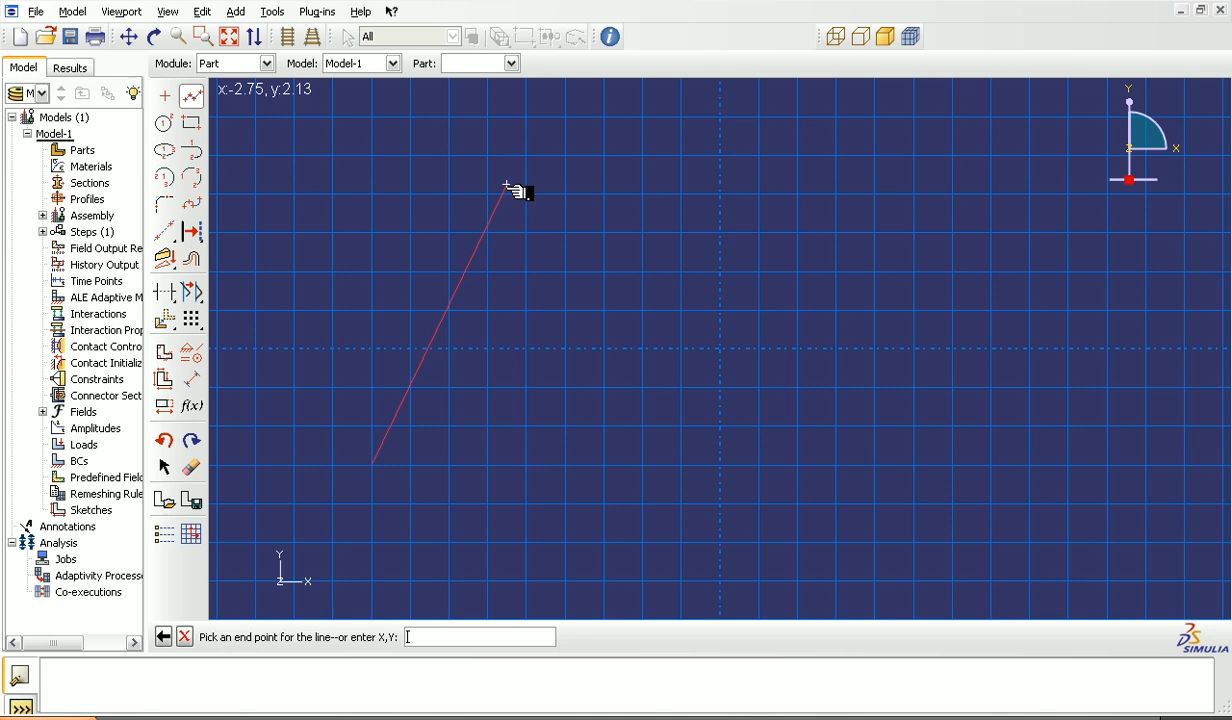 File Model Viewport View Edit Add Tools Plug-ins Help
All
Model Results Module: Part Model: Model-1 Part:
M
x:-2.75, y:2.13
Models (1)
Model-1
Parts
Materials
Sections
Profiles
Assembly
Steps (1)
Field Output Re
History Output
Time Points
ALE Adaptive M
Interactions
Interaction Prop
Contact Contro
Contact Initializ
Constraints
Connector Sect
Fields
Amplitudes
Loads
BCs
Predefined Field
Remeshing Rule
Sketches
Annotations
Analysis
Jobs
Adaptivity Process
Co-executions
f(x)
Y
Z X
Y
Z X
Pick an end point for the line--or enter X,Y:
SIMULIA
>>>